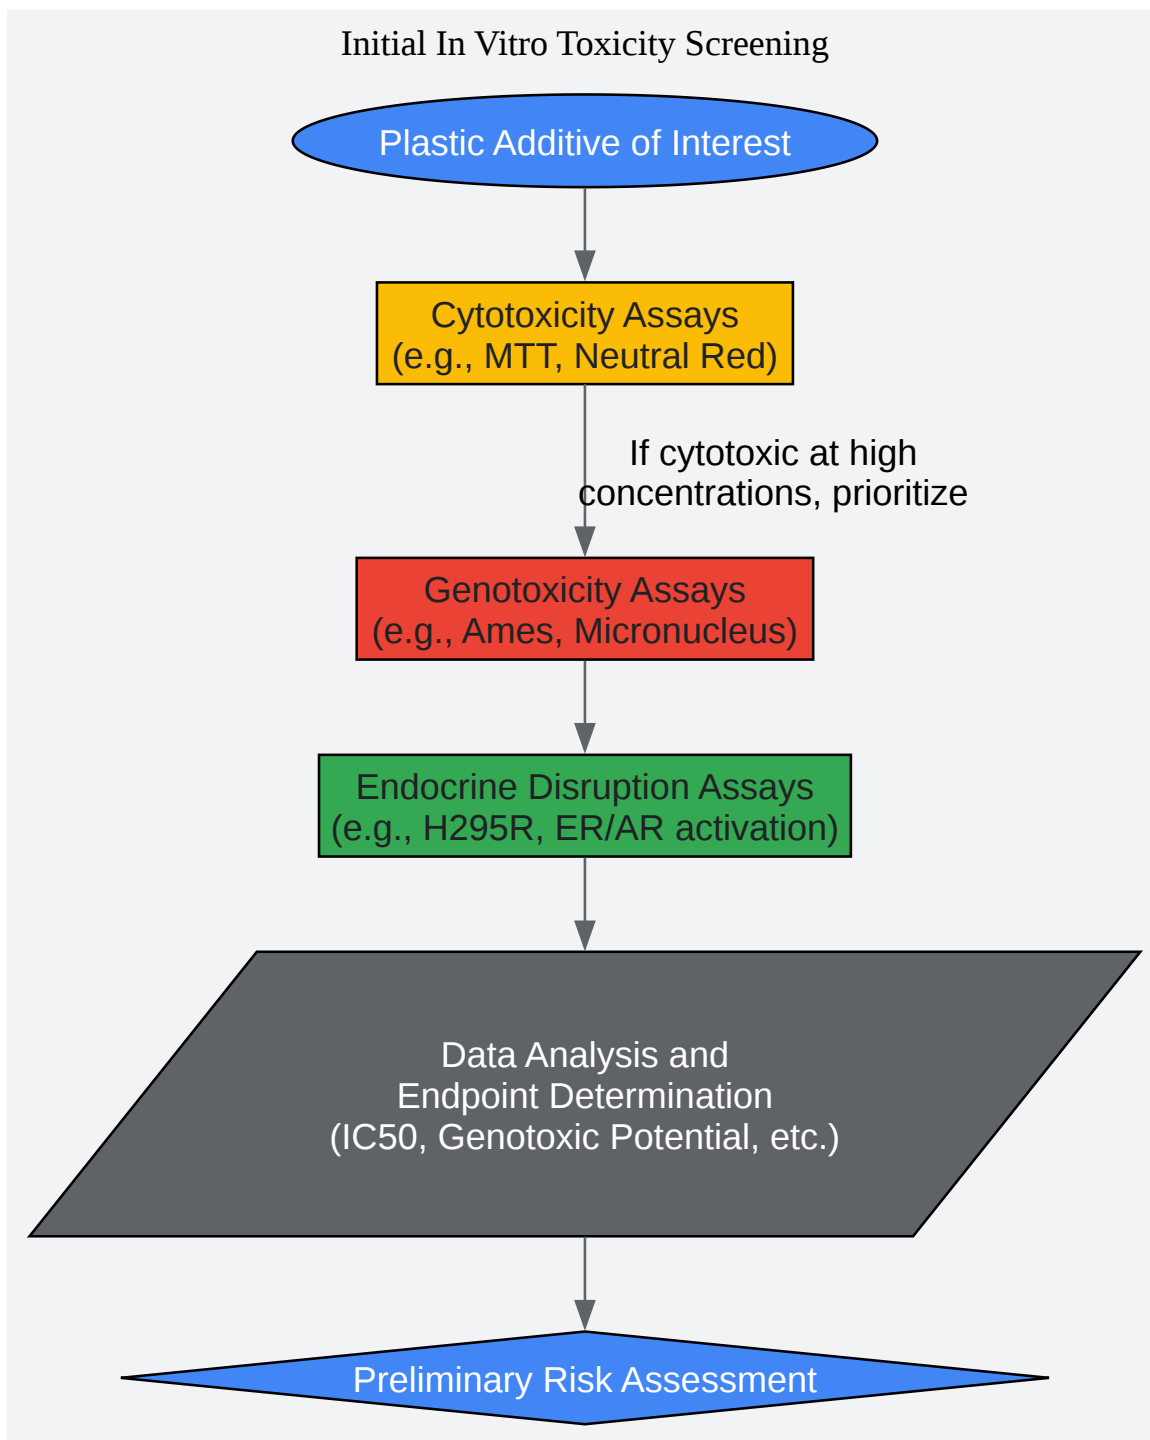 Initial In Vitro Toxicity Screening
Plastic Additive of Interest
Cytotoxicity Assays
(e.g., MTT, Neutral Red)
If cytotoxic at high
concentrations, prioritize
Genotoxicity Assays
(e.g., Ames, Micronucleus)
Endocrine Disruption Assays
(e.g., H295R, ER/AR activation)
Data Analysis and
Endpoint Determination
(IC50, Genotoxic Potential, etc.)
Preliminary Risk Assessment